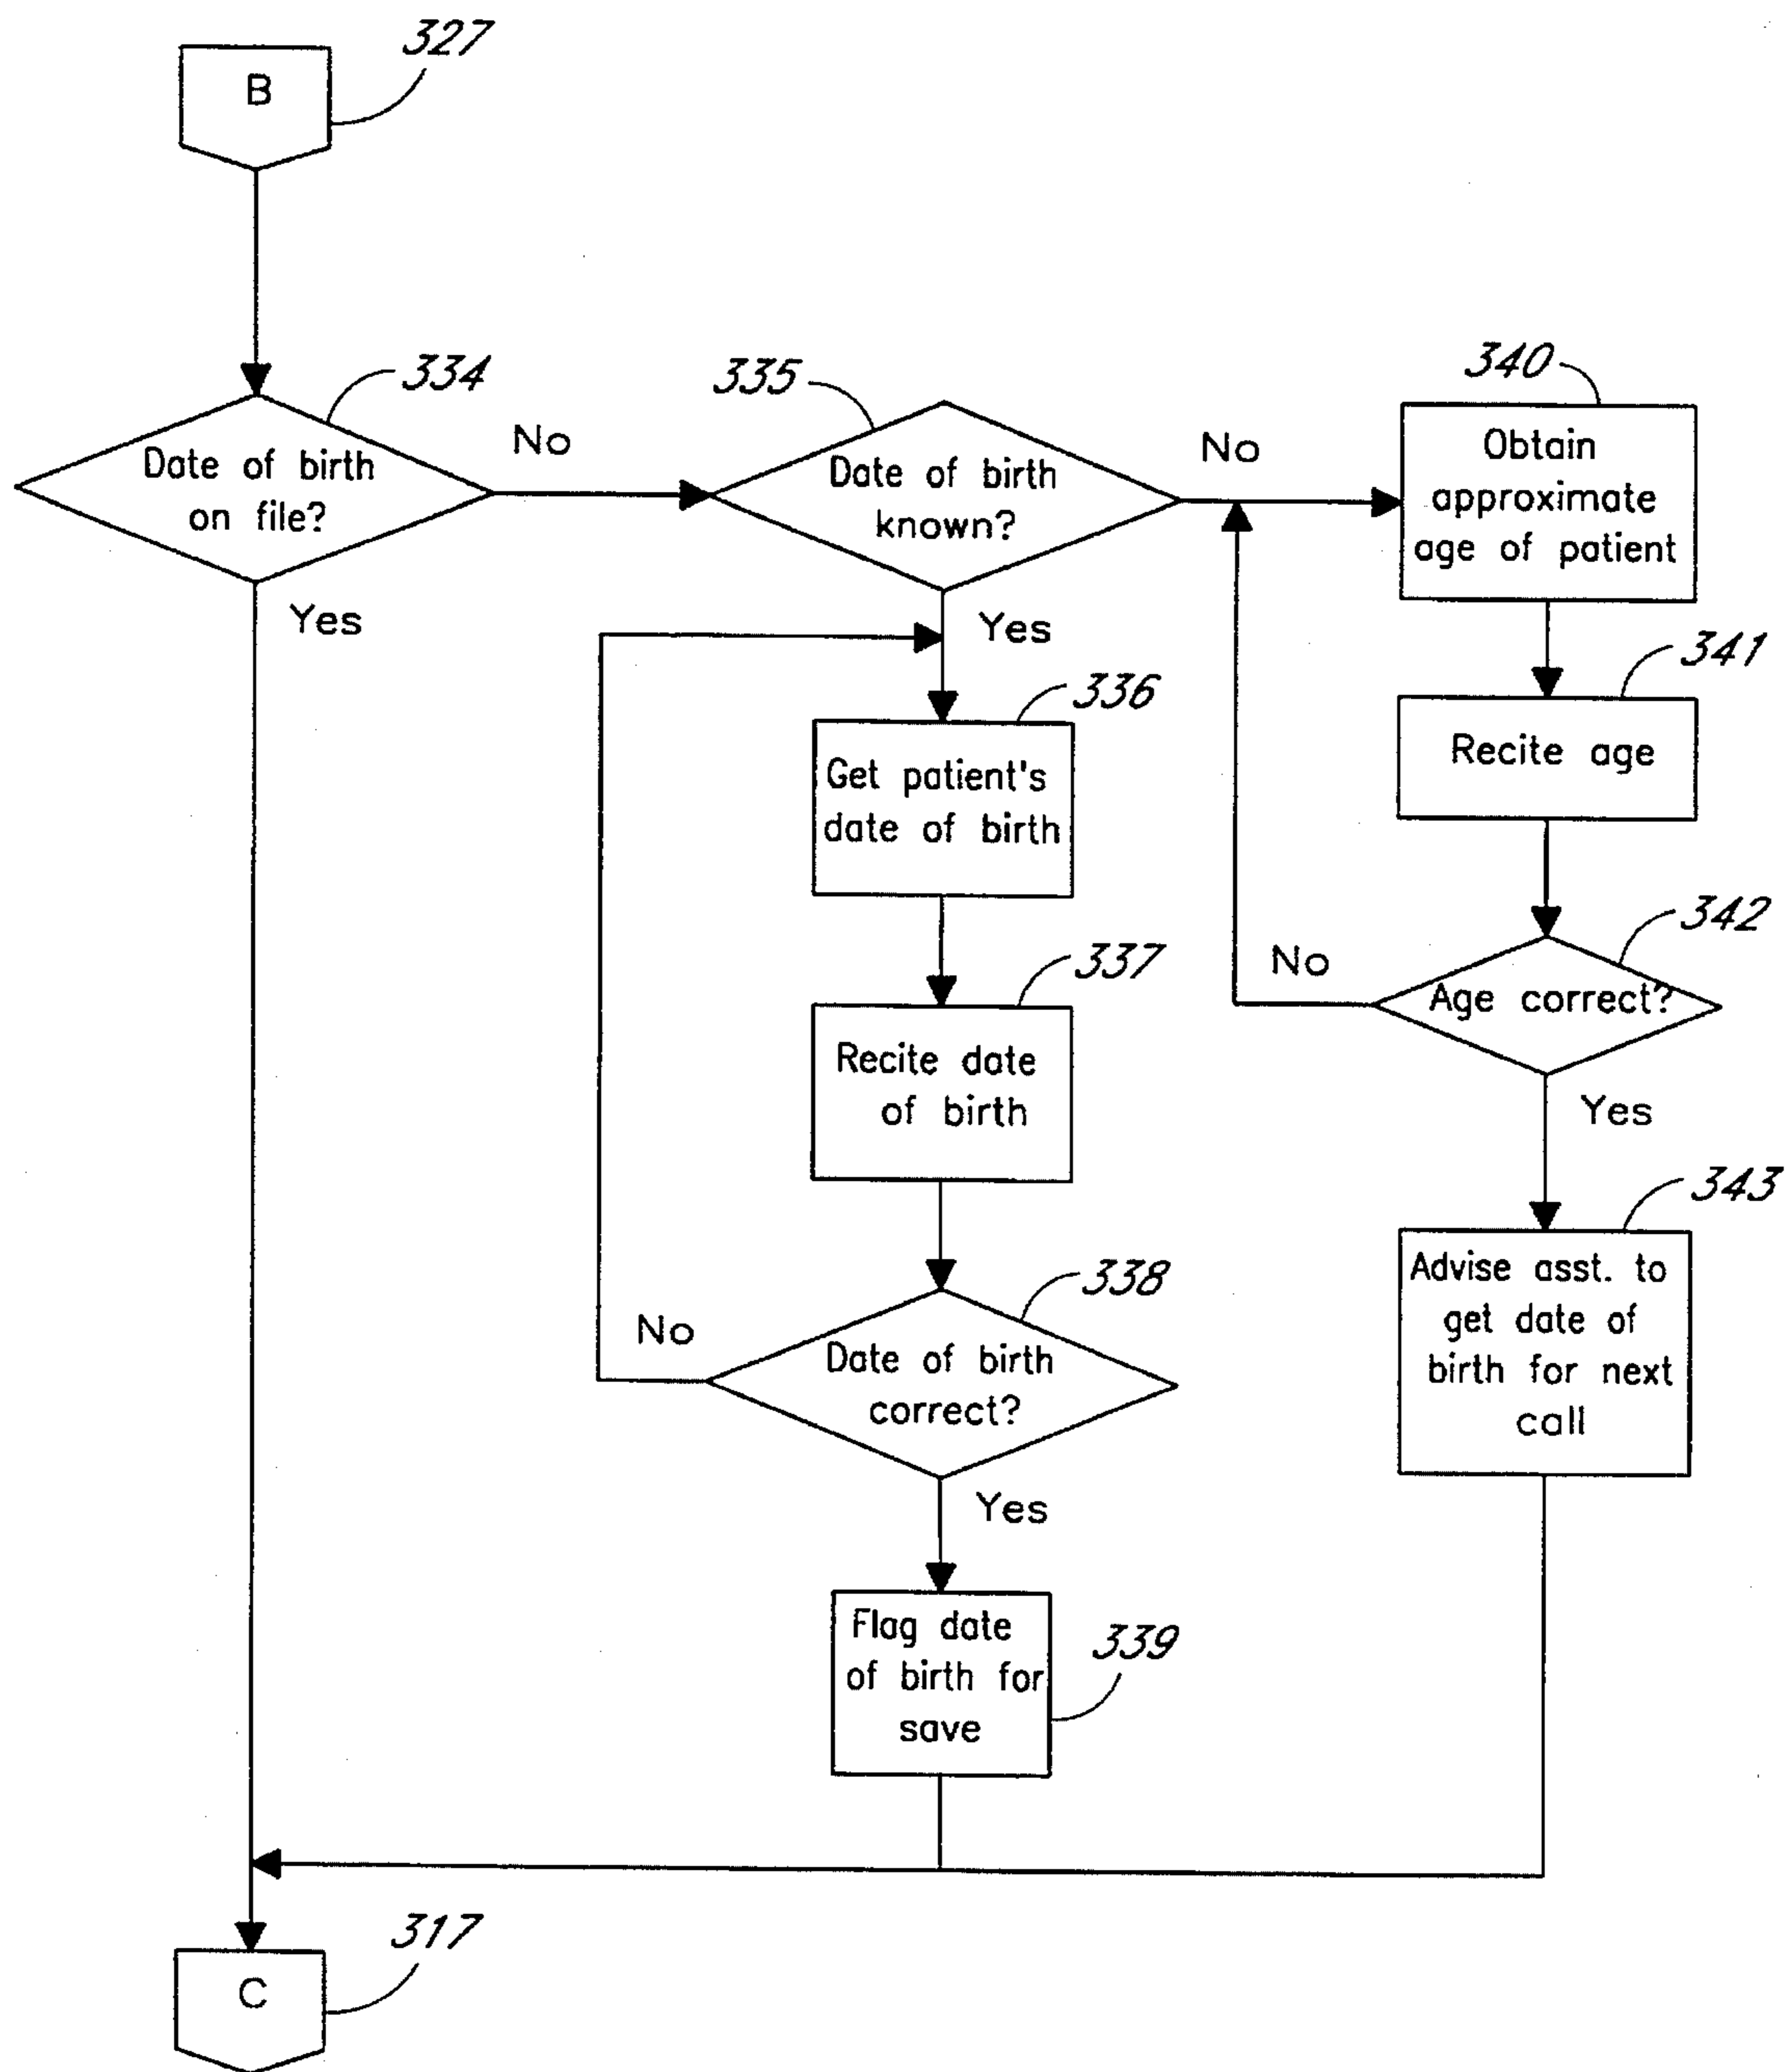 327
B
334
335
340
Date of birth
on file?
No
Date of birth
known?
No
Obtain
approximate
age of patient
Yes
Yes
341
Recite age
336
Get patient's
date of birth
342
No
Age correct?
337
Recite date
of birth
Yes
343
Advise asst. to
get date of
birth for next
call
338
No
Date of birth
correct?
Yes
Flag date
of birth for
save
339
317
C